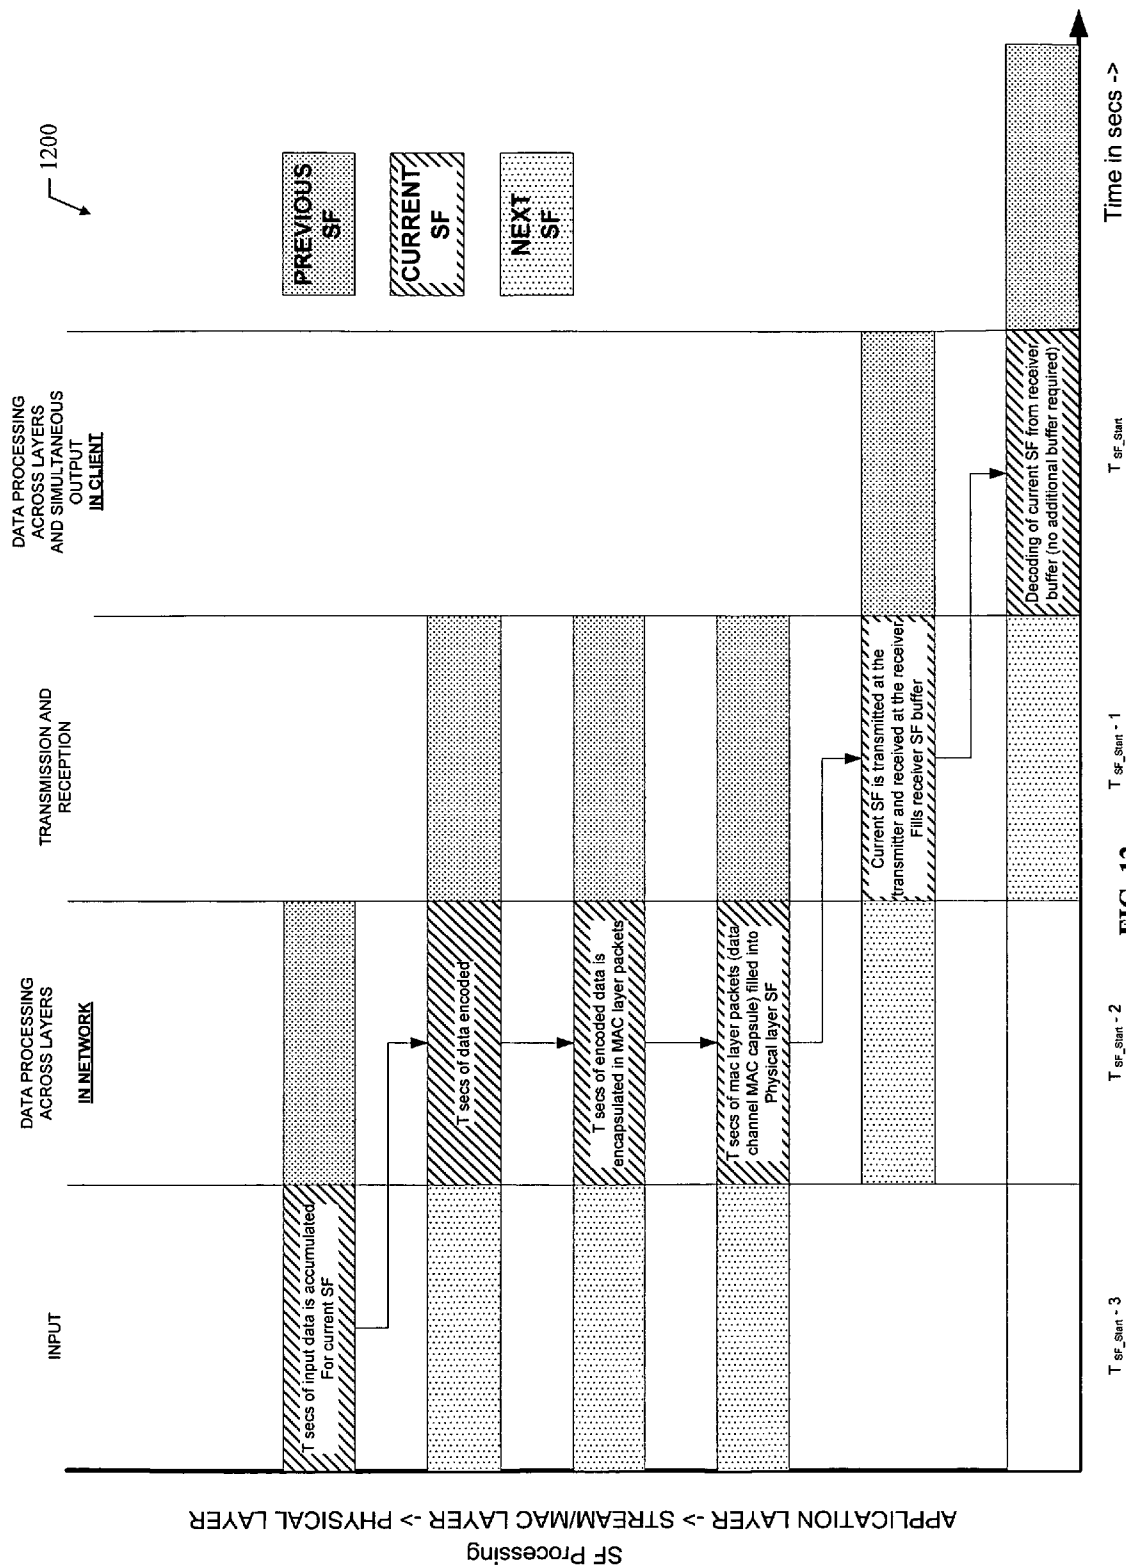 1200
PREVIOUS
SF
CURRENT
SF
NEXT
SF
INPUT
DATA PROCESSING
ACROSS LAYERS
IN NETWORK
TRANSMISSION AND
RECEPTION
DATA PROCESSING
ACROSS LAYERS
AND SIMULTANEOUS
OUTPUT
IN CLIENT
T secs of input data is accumulated
For current SF
T secs of data encoded
T secs of encoded data is
encapsulated in MAC layer packets
T secs of mac layer packets (data
channel MAC capsule) filled into
Physical layer SF
Current SF is transmitted at the
transmitter and received at the receiver
Fills receiver SF buffer
Decoding of current SF from receiver
buffer (no additional buffer required)
SF Processing
APPLICATION LAYER -> STREAM/MAC LAYER -> PHYSICAL LAYER
T SF_Start - 3
T SF_Start - 2
T SF_Start - 1
T SF_Start
Time in secs ->